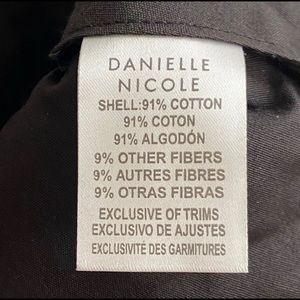 DANIELLE
NICOLE
SHELL:91% COTTON
91% COTON
91% ALGODÓN
9% OTHER FIBERS
9% AUTRES FIBRES
9% OTRAS FIBRAS
EXCLUSIVE OF TRIMS
EXCLUSIVO DE AJUSTES
EXCLUSIVITÉ DES GARMITURES